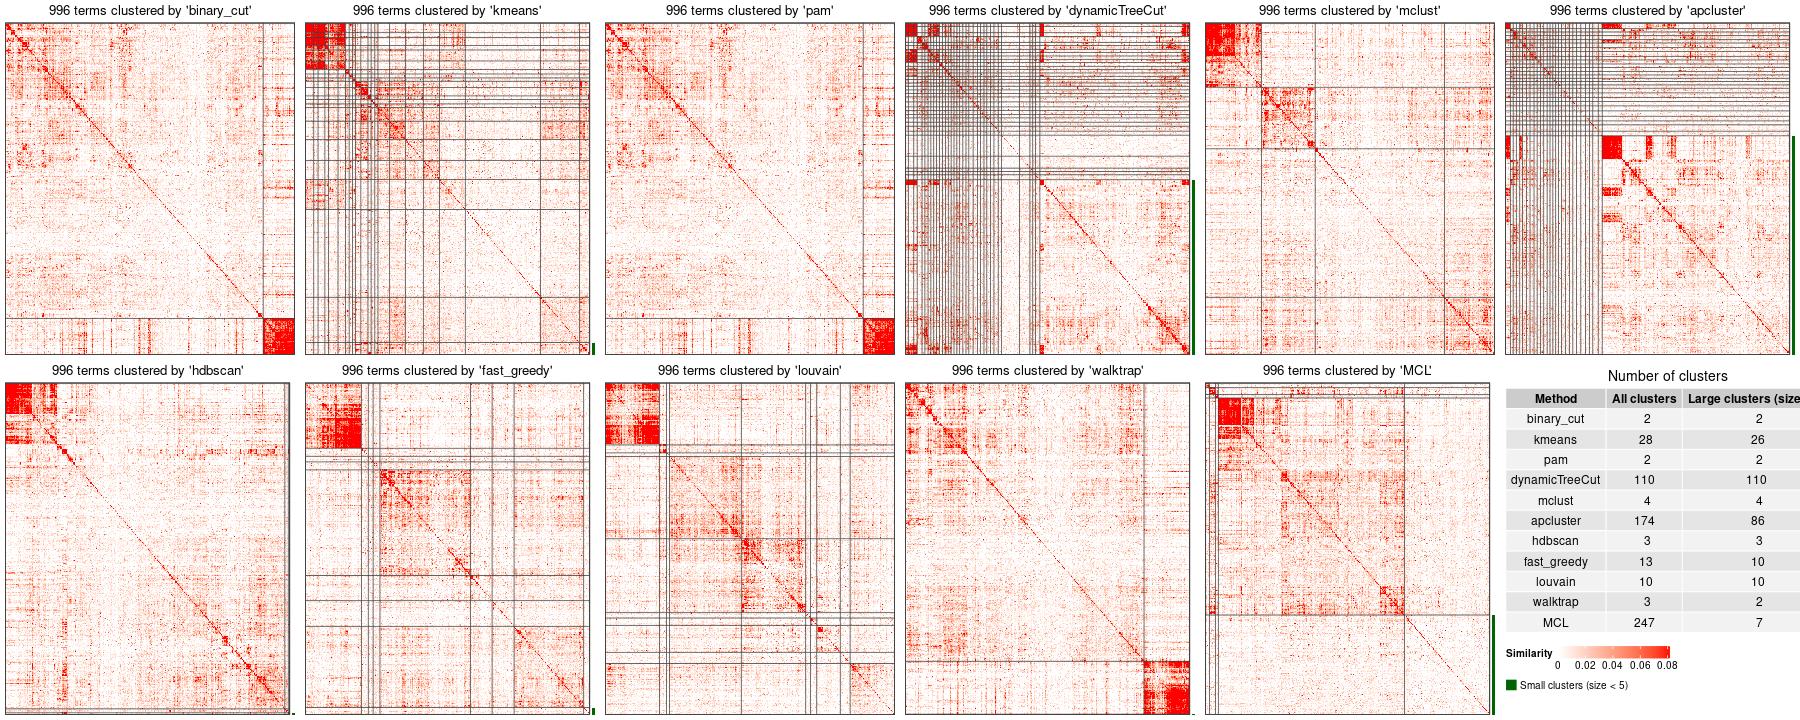 996 terms clustered by 'binary_cut'
996 terms clustered by 'kmeans'
996 terms clustered by 'pam'
996 terms clustered by 'dynamicTreeCut'
996 terms clustered by 'mclust'
996 terms clustered by 'apcluster'
996 terms clustered by 'hdbscan'
996 terms clustered by 'fast_greedy'
996 terms clustered by 'louvain'
996 terms clustered by 'walktrap'
996 terms clustered by 'MCL'
Number of clusters
Method All clusters Large clusters (size
binary_cut 2 2
kmeans 28 26
pam 2 2
dynamicTreeCut 110 110
mclust 4 4
apcluster 174 86
hdbscan 3 3
fast_greedy 13 10
louvain 10 10
walktrap 3 2
MCL 247 7
Similarity
0 0.02 0.04 0.06 0.08
Small clusters (size < 5)